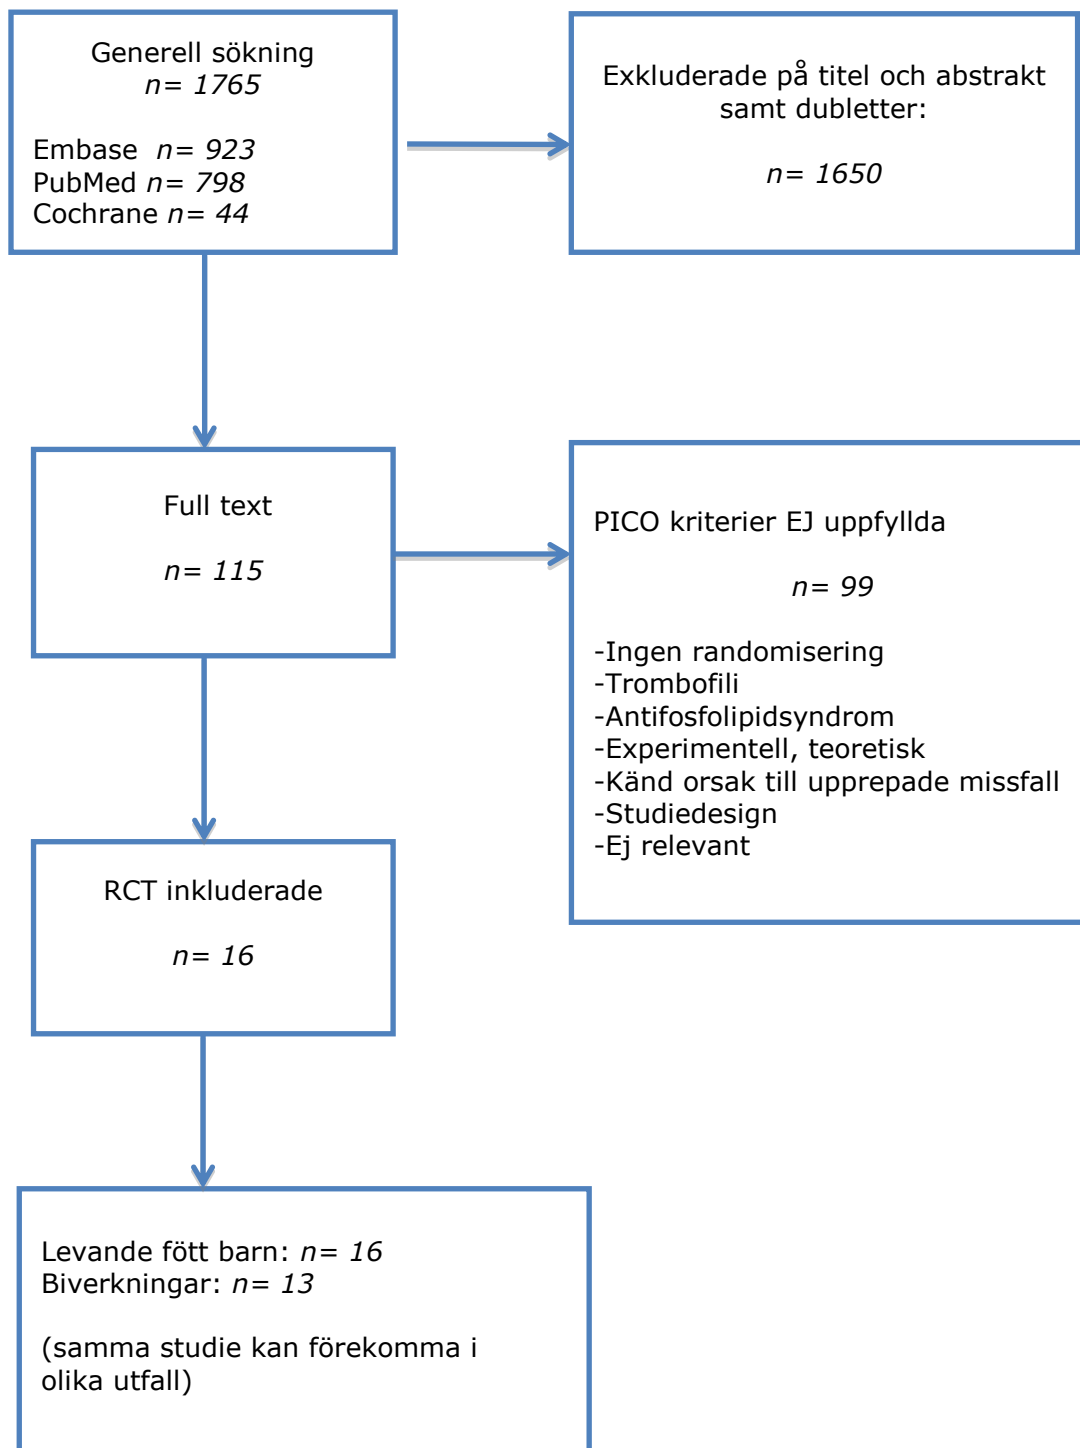 Generell sökning
n= 1765
Embase n= 923
PubMed n= 798
Cochrane n= 44
Exkluderade på titel och abstrakt
samt dubletter:
n= 1650
Full text
n= 115
PICO kriterier EJ uppfyllda
n= 99
-Ingen randomisering
-Trombofili
-Antifosfolipidsyndrom
-Experimentell, teoretisk
-Känd orsak till upprepade missfall
-Studiedesign
-Ej relevant
RCT inkluderade
n= 16
Levande fött barn: n= 16
Biverkningar: n= 13
(samma studie kan förekomma i
olika utfall)